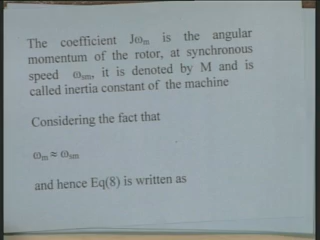 The coefficient Jωm is the angular
momentum of the rotor, at synchronous
speed ωsm, it is denoted by M and is
called inertia constant of the machine
Considering the fact that
ωm ≈ ωsm
and hence Eq(8) is written as